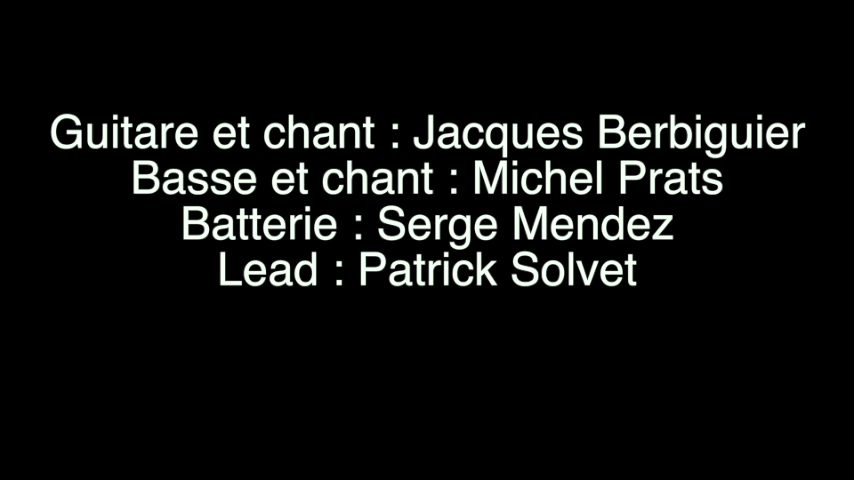 Guitare et chant : Jacques Berbiguier
Basse et chant : Michel Prats
Batterie : Serge Mendez
Lead : Patrick Solvet